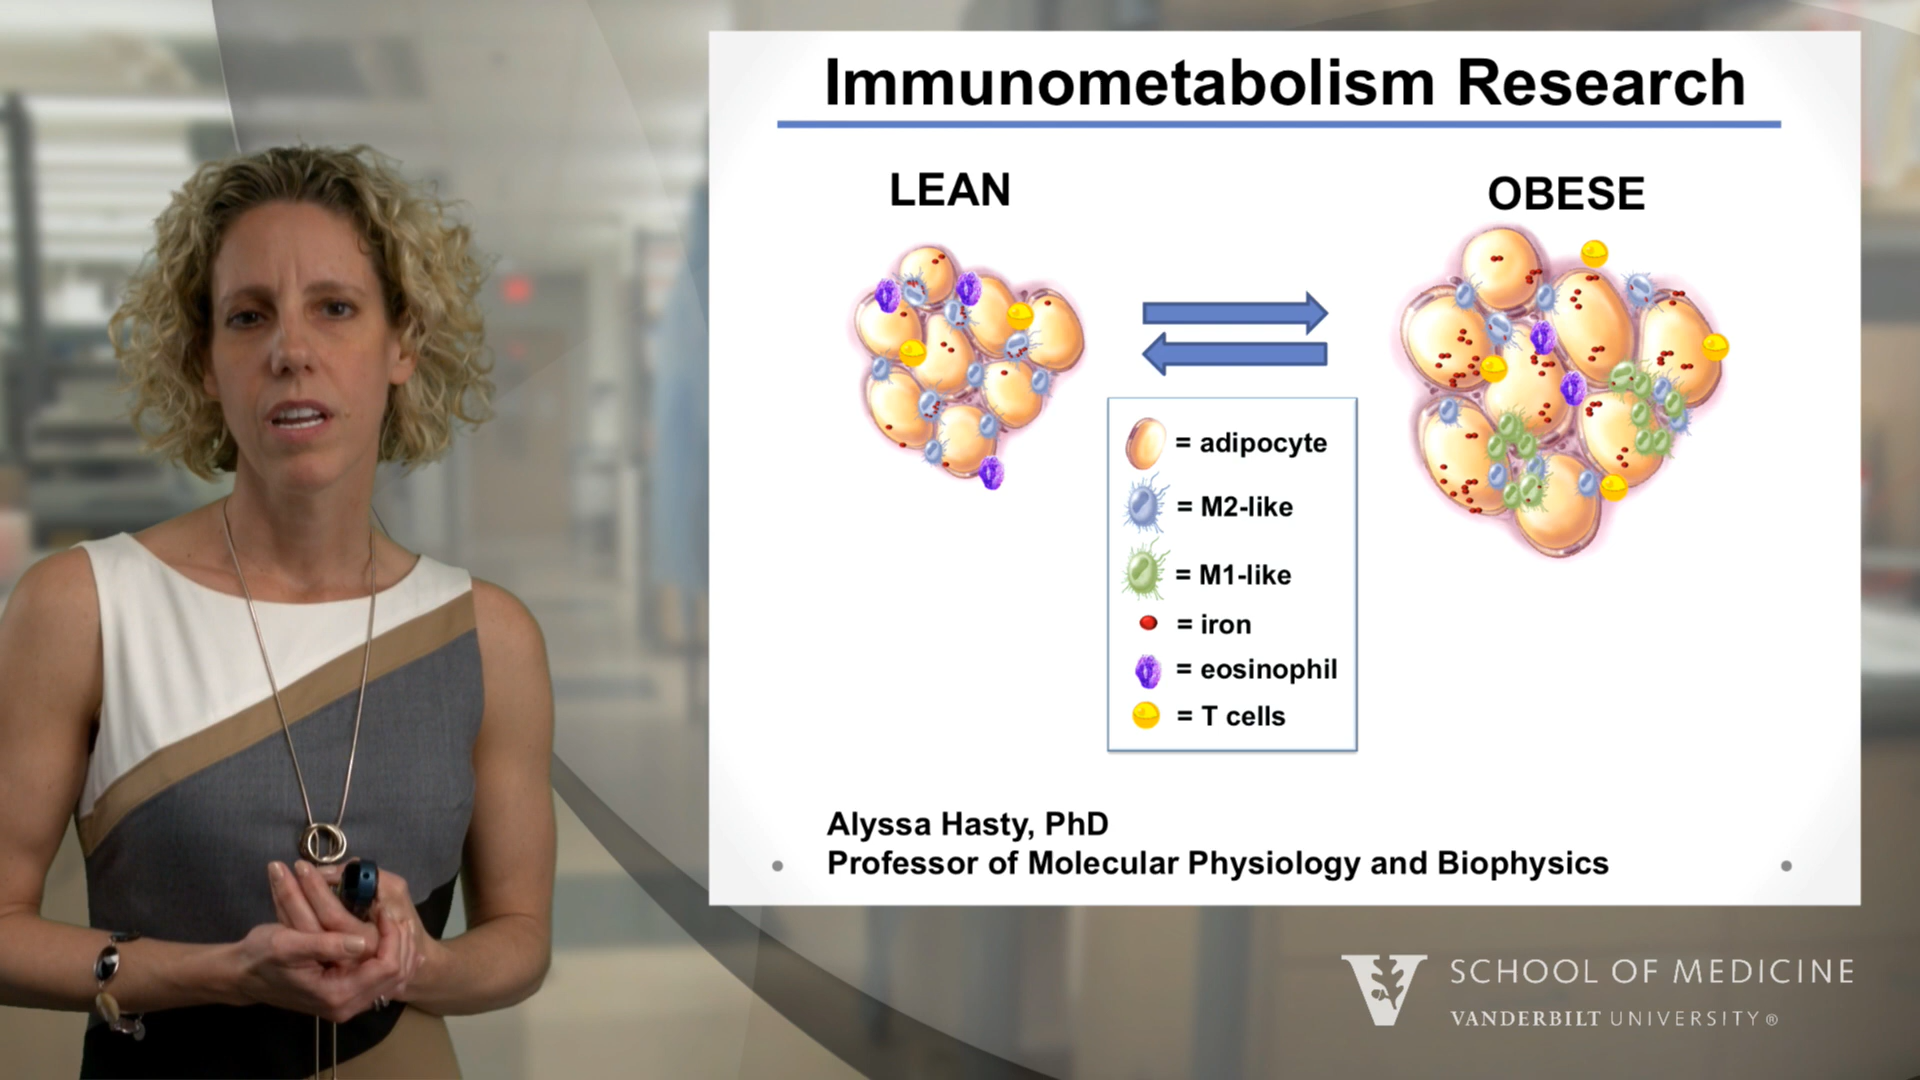 Immunometabolism Research
LEAN
OBESE
= adipocyte
= M2-like
= M1-like
= iron
= eosinophil
= T cells
Alyssa Hasty, PhD
Professor of Molecular Physiology and Biophysics
V SCHOOL OF MEDICINE
VANDERBILT UNIVERSITY®